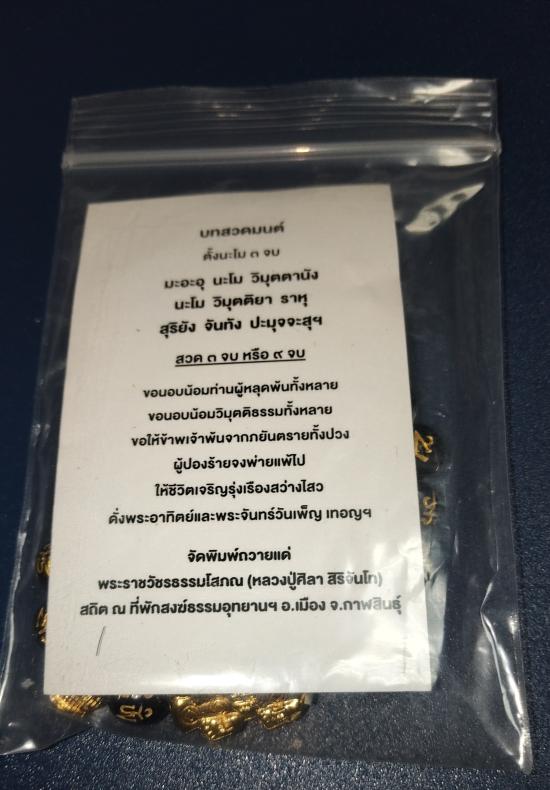 บทสวดมนต์
ตั้งนะโม ๓ จบ
มะอะอุ นะโม วิมุตตานัง
นะโม วิมุตติยา ราหุ
สุริยัง จันทัง ปะมุจจะสุฯ
สวด ๓ จบ หรือ ๙ จบ
ขอนอบน้อมท่านผู้หลุดพ้นทั้งหลาย
ขอนอบน้อมวิมุตติธรรมทั้งหลาย
ขอให้ข้าพเจ้าพ้นจากภยันตรายทั้งปวง
ผู้ปองร้ายจงพ่ายแพ้ไป
ให้ชีวิตเจริญรุ่งเรืองสว่างไสว
ดั่งพระอาทิตย์และพระจันทร์วันเพ็ญ เทอญฯ
จัดพิมพ์ถวายแด่
พระราชวัชรธรรมโสภณ (หลวงปู่ศิลา สิริจันโท)
สถิต ณ ที่พักสงฆ์ธรรมอุทยานฯ อ.เมือง จ.กาฬสินธุ์